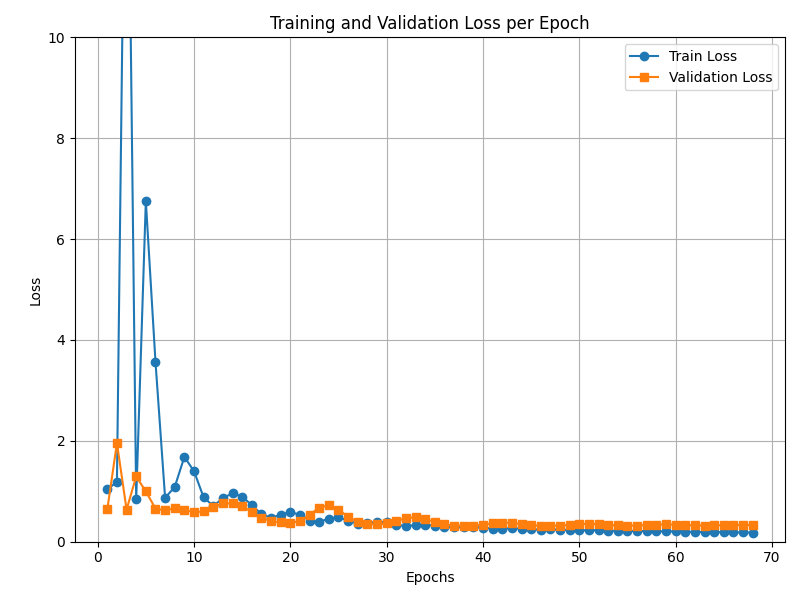 Training and Validation Loss per Epoch
Train Loss
Validation Loss
10
8
6
4
2
0
Loss
0 10 20 30 40 50 60 70
Epochs